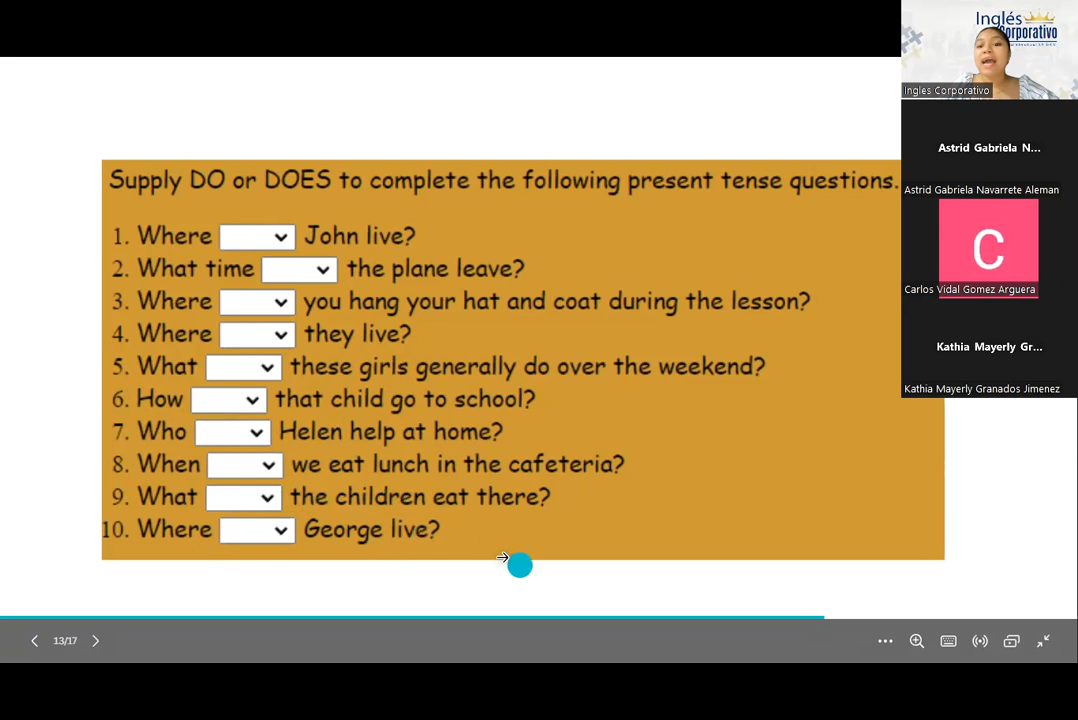 Inglés
Corporativo
Ingles Corporativo
Astrid Gabriela N...
Astrid Gabriela Navarrete Aleman
C
Carlos Vidal Gomez Arguera
Kathia Mayerly Gr...
Kathia Mayerly Granados Jimenez
Supply DO or DOES to complete the following present tense questions.
1. Where John live?
2. What time the plane leave?
3. Where you hang your hat and coat during the lesson?
4. Where they live?
5. What these girls generally do over the weekend?
6. How that child go to school?
7. Who Helen help at home?
8. When we eat lunch in the cafeteria?
9. What the children eat there?
10. Where George live?
13/17